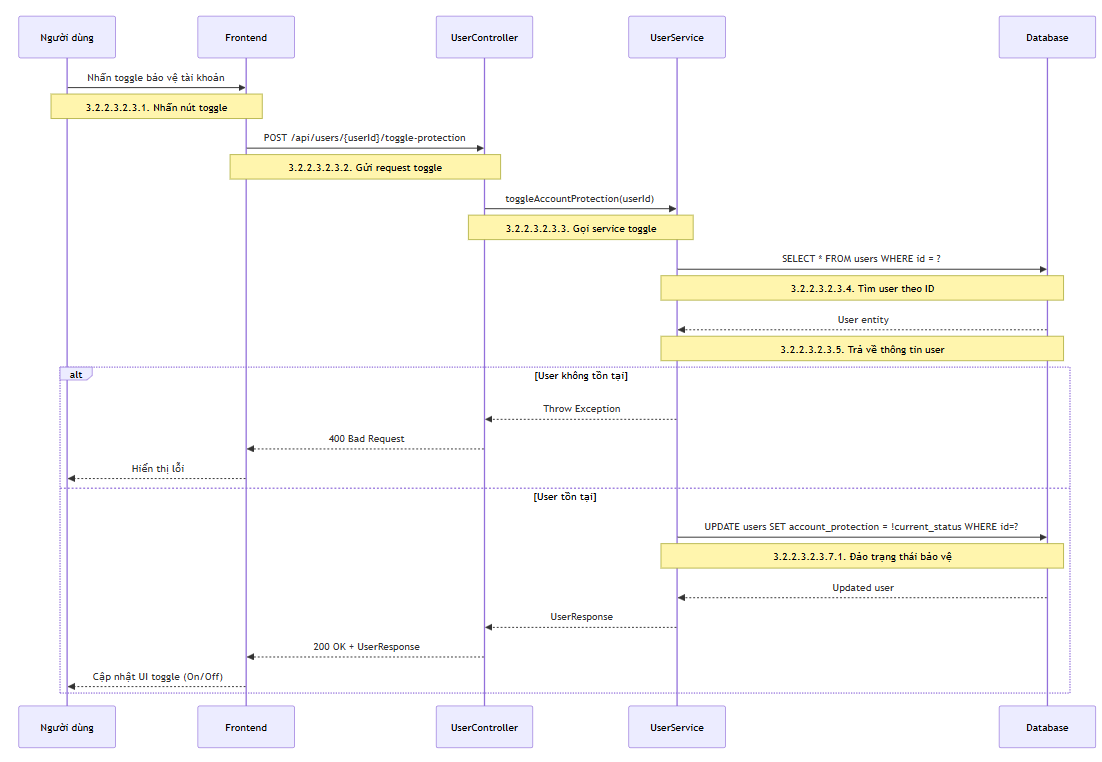 Người dùng
Frontend
UserController
UserService
Database
Nhấn toggle bảo vệ tài khoản
3.2.2.3.2.3.1. Nhấn nút toggle
POST /api/users/{userId}/toggle-protection
3.2.2.3.2.3.2. Gửi request toggle
toggleAccountProtection(userId)
3.2.2.3.2.3.3. Gọi service toggle
SELECT * FROM users WHERE id = ?
3.2.2.3.2.3.4. Tìm user theo ID
User entity
3.2.2.3.2.3.5. Trả về thông tin user
alt
[User không tồn tại]
Throw Exception
400 Bad Request
Hiển thị lỗi
[User tồn tại]
UPDATE users SET account_protection = !current_status WHERE id=?
3.2.2.3.2.3.7.1. Đảo trạng thái bảo vệ
Updated user
UserResponse
200 OK + UserResponse
Cập nhật UI toggle (On/Off)
Người dùng
Frontend
UserController
UserService
Database